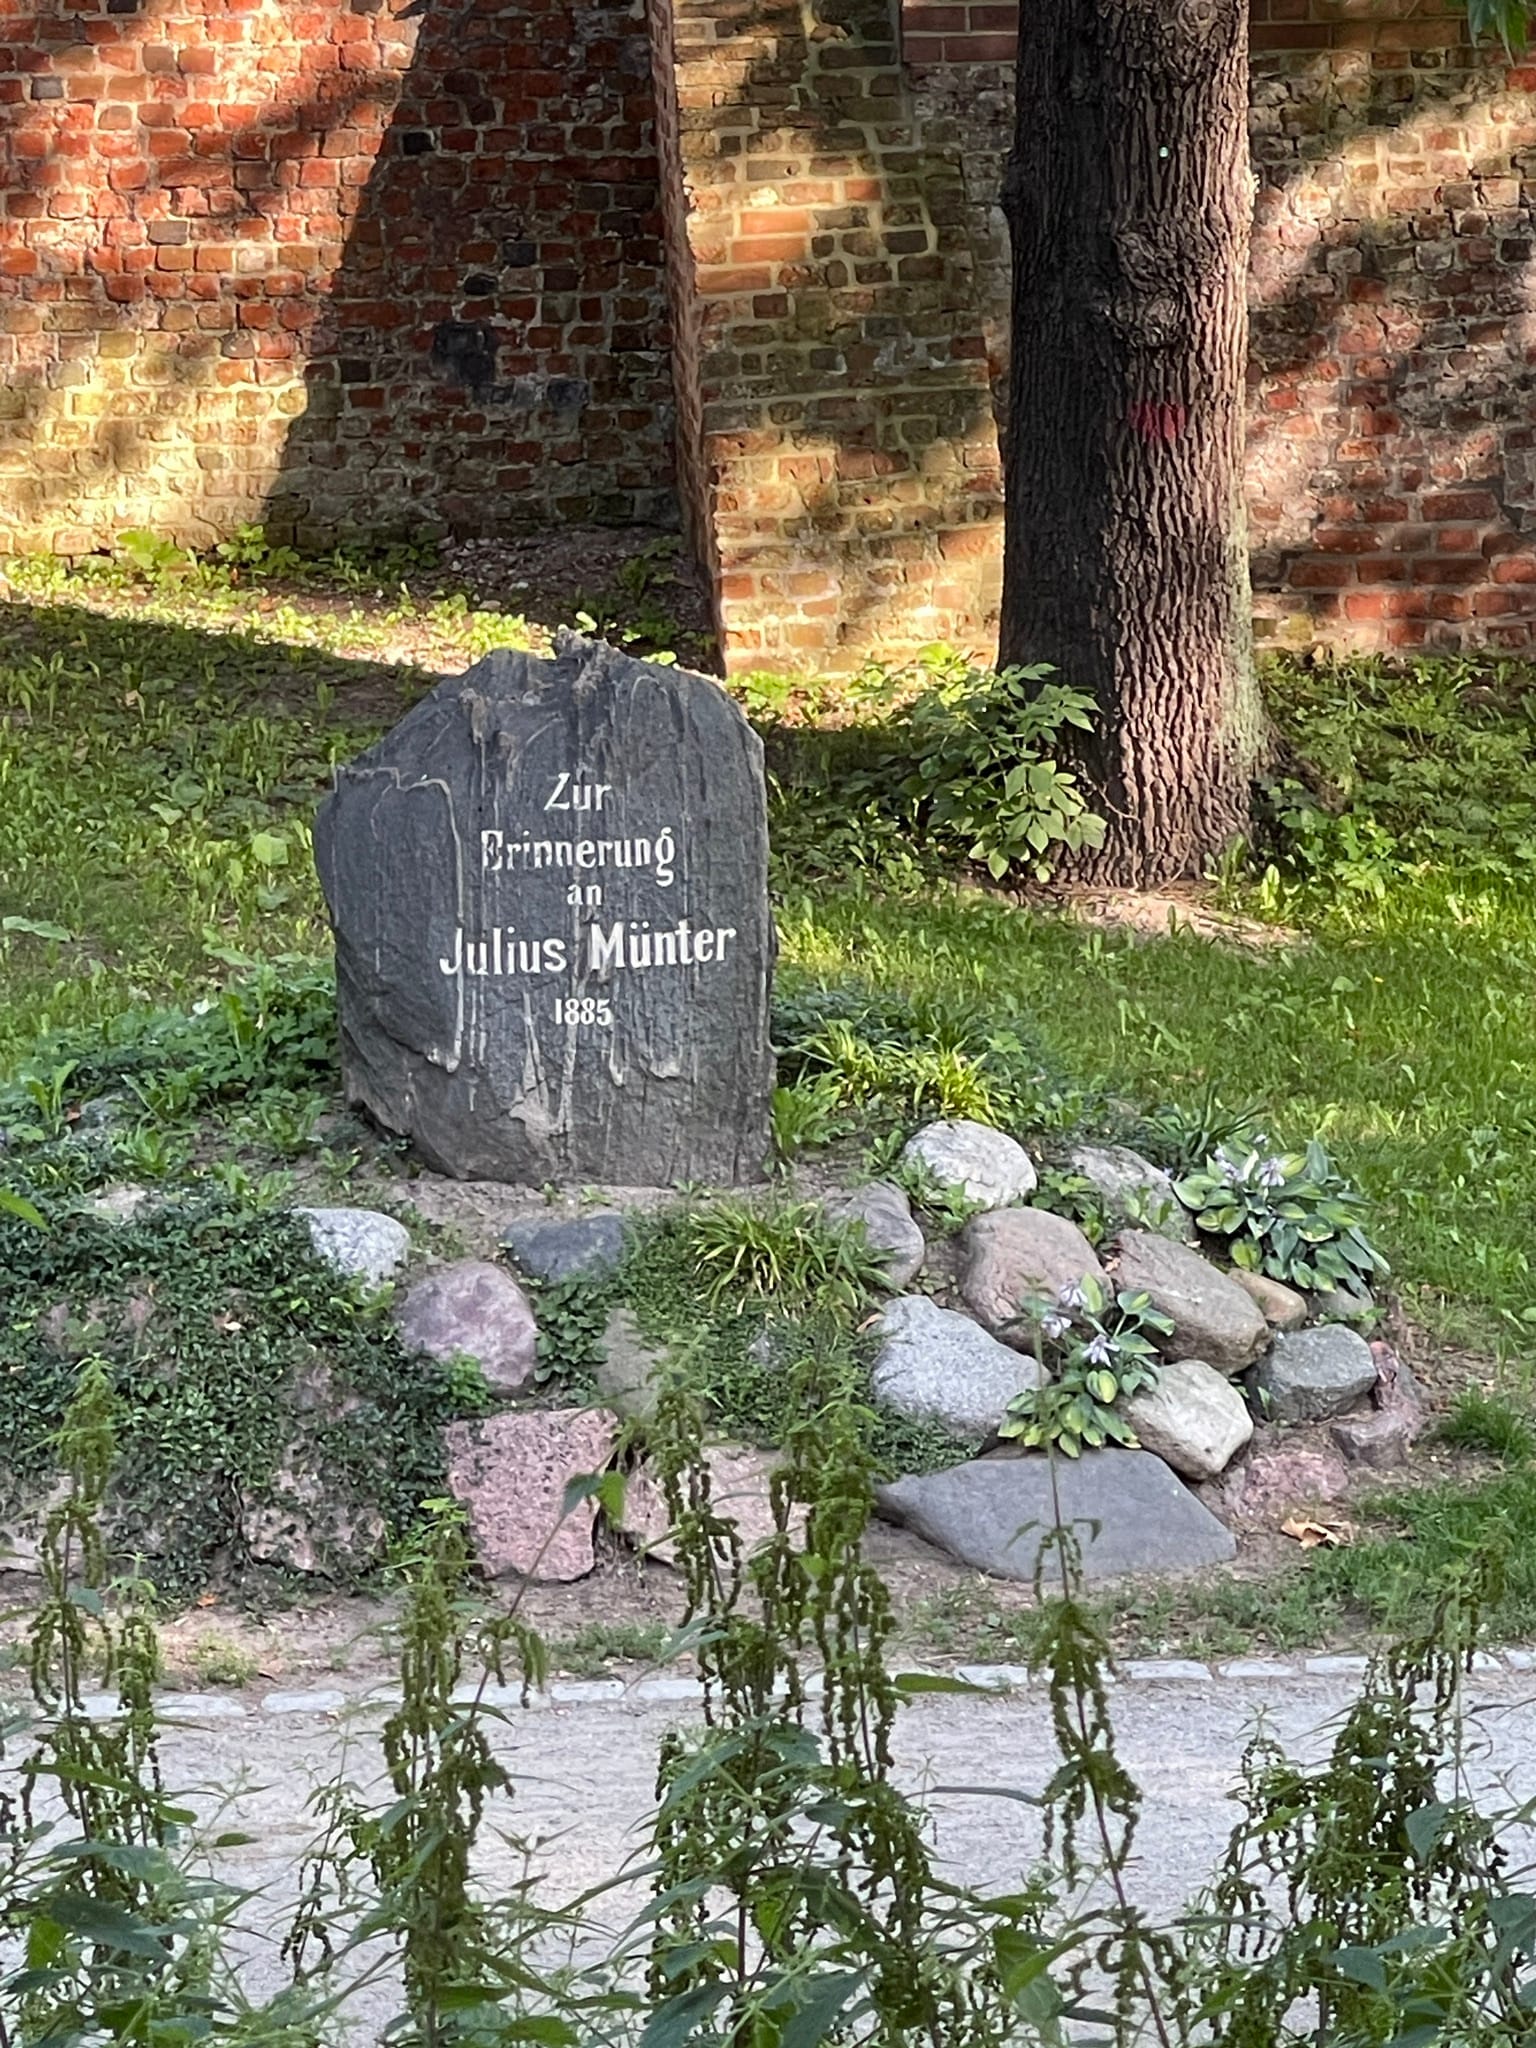 Zur
Erinnerung
an
Julius Münter
1885